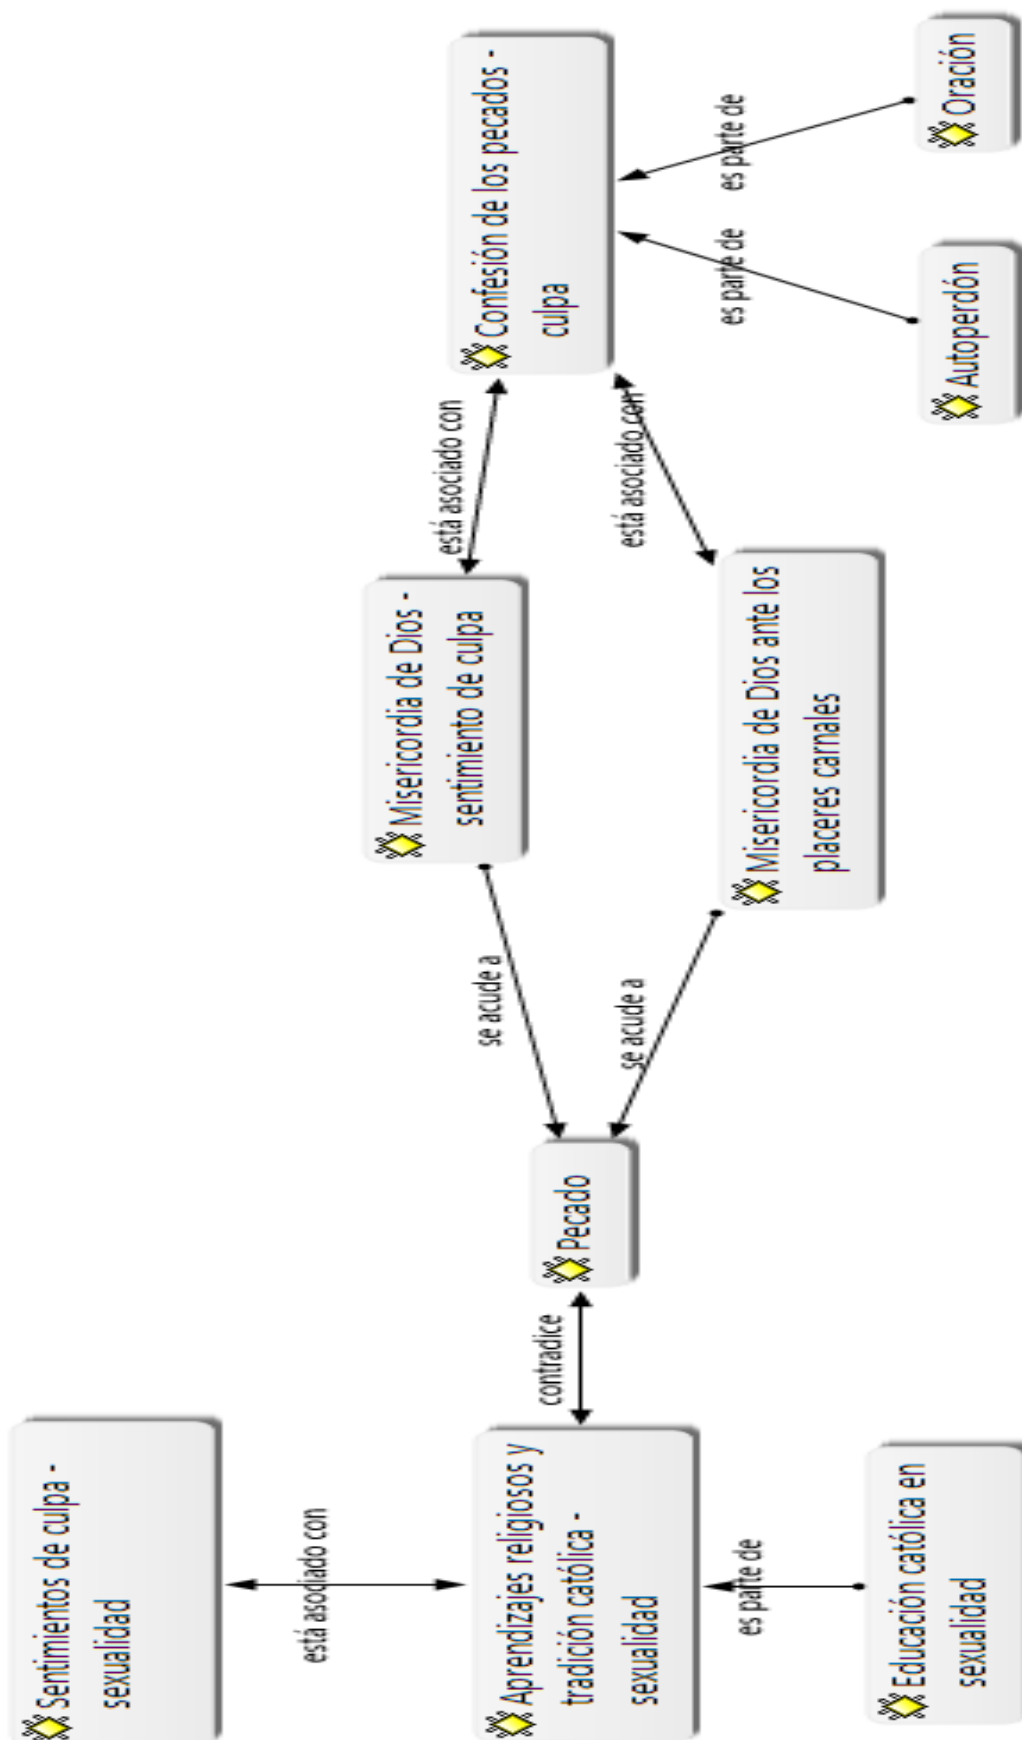 Sentimientos de culpa -
sexualidad
está asociado con
Aprendizajes religiosos y
tradición católica -
sexualidad
es parte de
Educación católica en
sexualidad
contradice
Pecado
se acude a
se acude a
Misericordia de Dios -
sentimiento de culpa
Misericordia de Dios ante los
placeres carnales
está asociado con
está asociado con
Confesión de los pecados -
culpa
es parte de
es parte de
Autoperdón
Oración